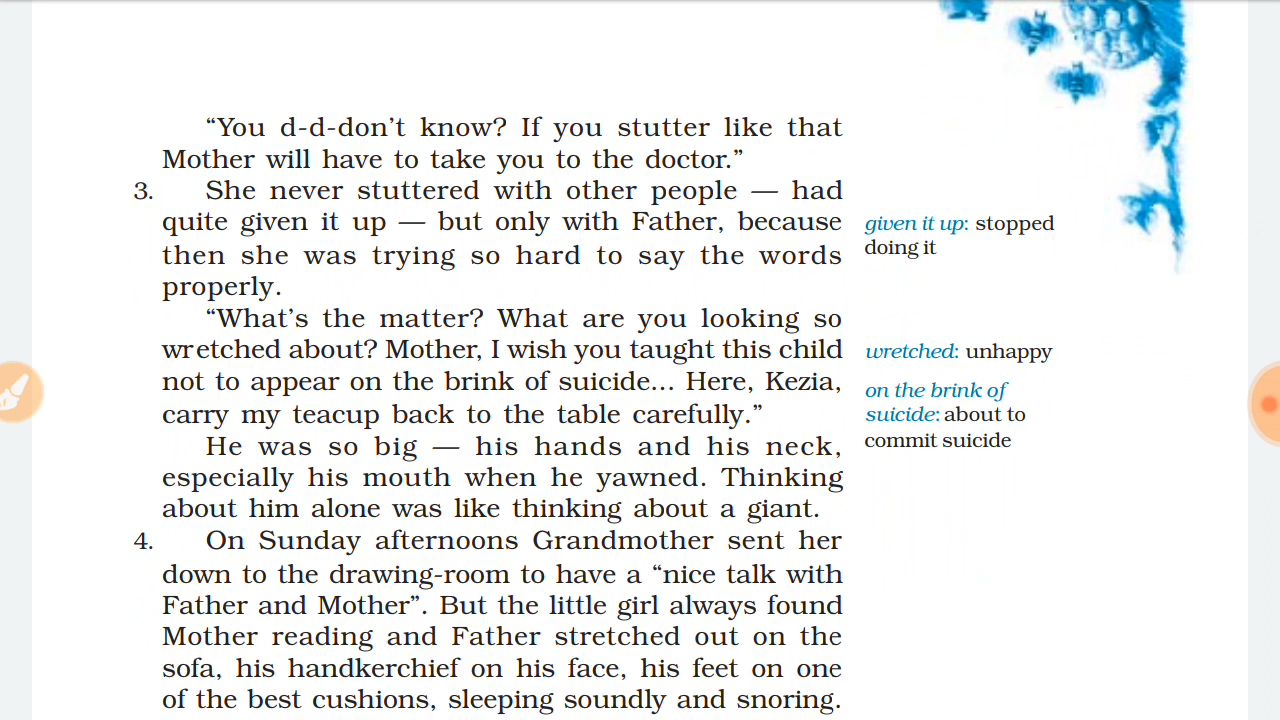 “You d-d-don’t know? If you stutter like that
Mother will have to take you to the doctor.”
3. She never stuttered with other people — had
quite given it up — but only with Father, because
then she was trying so hard to say the words
properly.
“What’s the matter? What are you looking so
wretched about? Mother, I wish you taught this child
not to appear on the brink of suicide... Here, Kezia,
carry my teacup back to the table carefully.”
He was so big — his hands and his neck,
especially his mouth when he yawned. Thinking
about him alone was like thinking about a giant.
4. On Sunday afternoons Grandmother sent her
down to the drawing-room to have a “nice talk with
Father and Mother”. But the little girl always found
Mother reading and Father stretched out on the
sofa, his handkerchief on his face, his feet on one
of the best cushions, sleeping soundly and snoring.
given it up: stopped
doing it
wretched: unhappy
on the brink of
suicide: about to
commit suicide